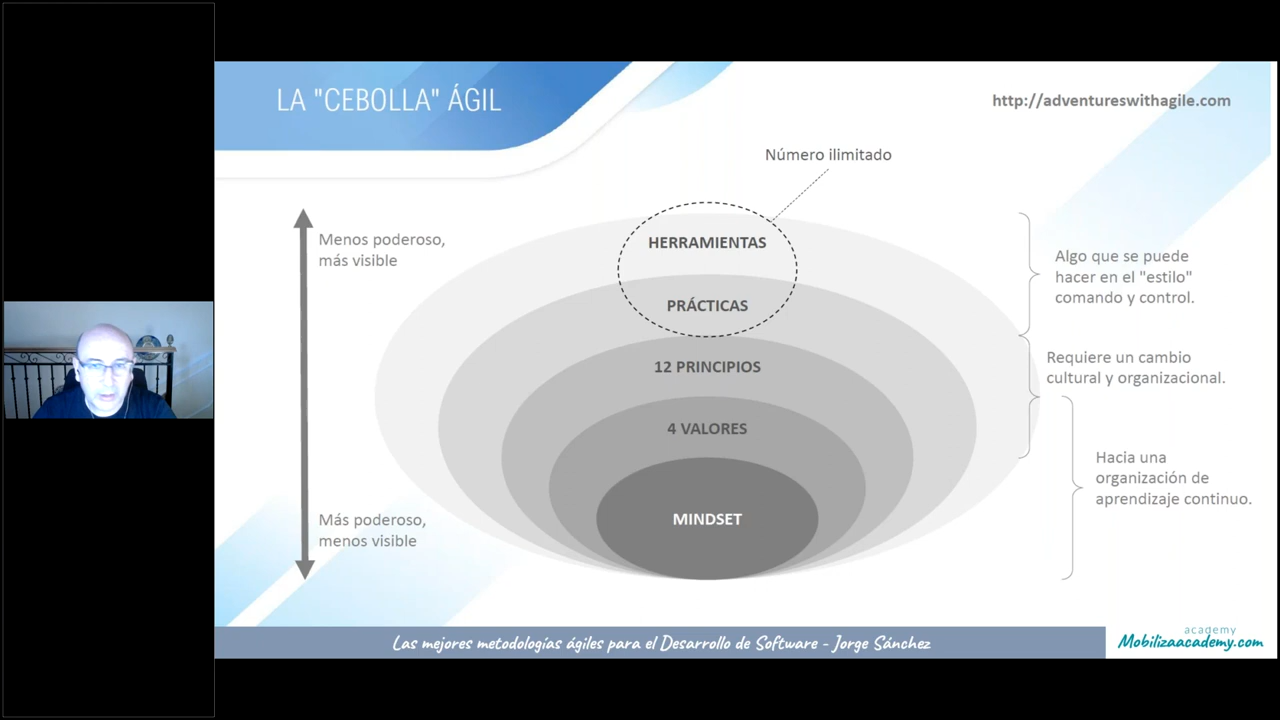 LA "CEBOLLA" ÁGIL
http://adventureswithagile.com
Número ilimitado
Menos poderoso,
más visible
HERRAMIENTAS
PRÁCTICAS
12 PRINCIPIOS
4 VALORES
MINDSET
Algo que se puede
hacer en el "estilo"
comando y control.
Requiere un cambio
cultural y organizacional.
Hacia una
organización de
aprendizaje continuo.
Más poderoso,
menos visible
Las mejores metodologías ágiles para el Desarrollo de Software - Jorge Sánchez
academy
Mobilizaacademy.com